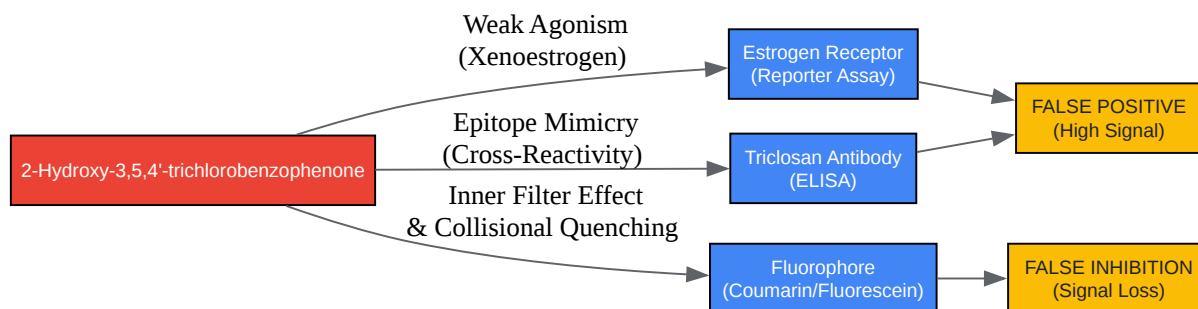 Weak Agonism
(Xenoestrogen)
Estrogen Receptor
(Reporter Assay)
FALSE POSITIVE
(High Signal)
2-Hydroxy-3,5,4'-trichlorobenzophenone
Epitope Mimicry
(Cross-Reactivity)
Triclosan Antibody
(ELISA)
Inner Filter Effect
& Collisional Quenching
Fluorophore
(Coumarin/Fluorescein)
FALSE INHIBITION
(Signal Loss)